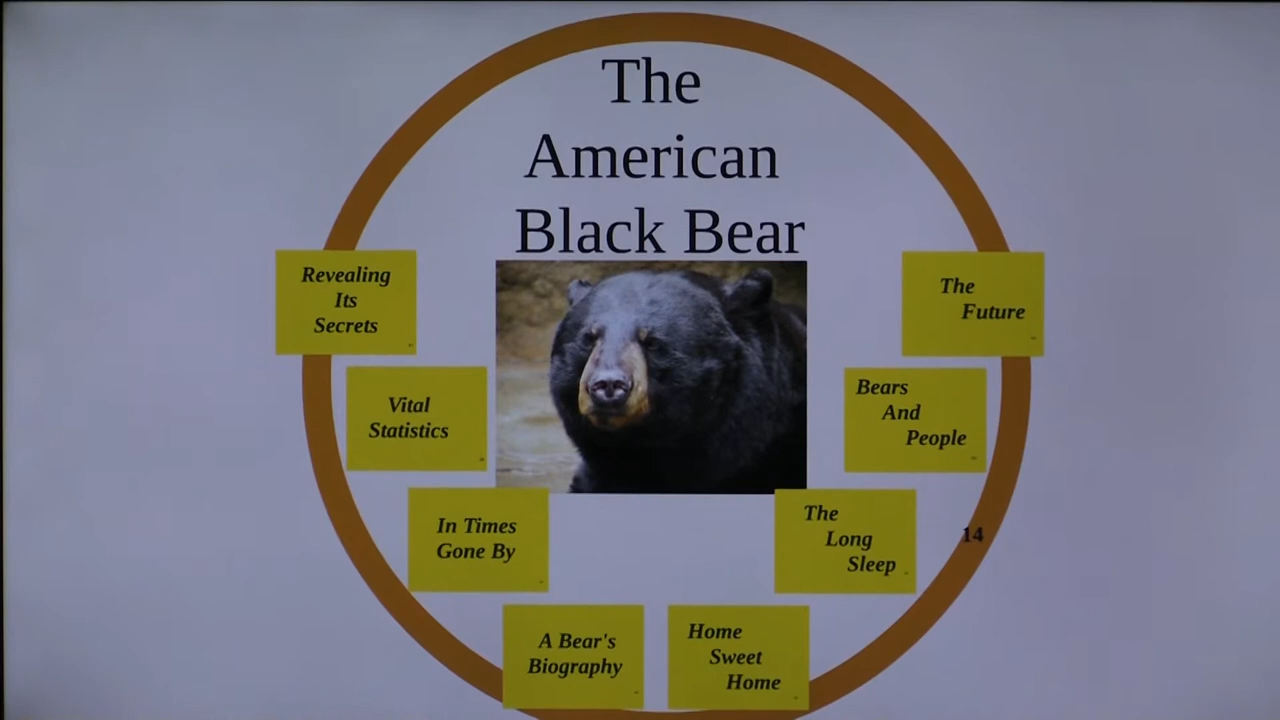 The
American
Black Bear
Revealing
Its
Secrets
Vital
Statistics
In Times
Gone By
A Bear's
Biography
Home
Sweet
Home
The
Long
Sleep
Bears
And
People
The
Future
14